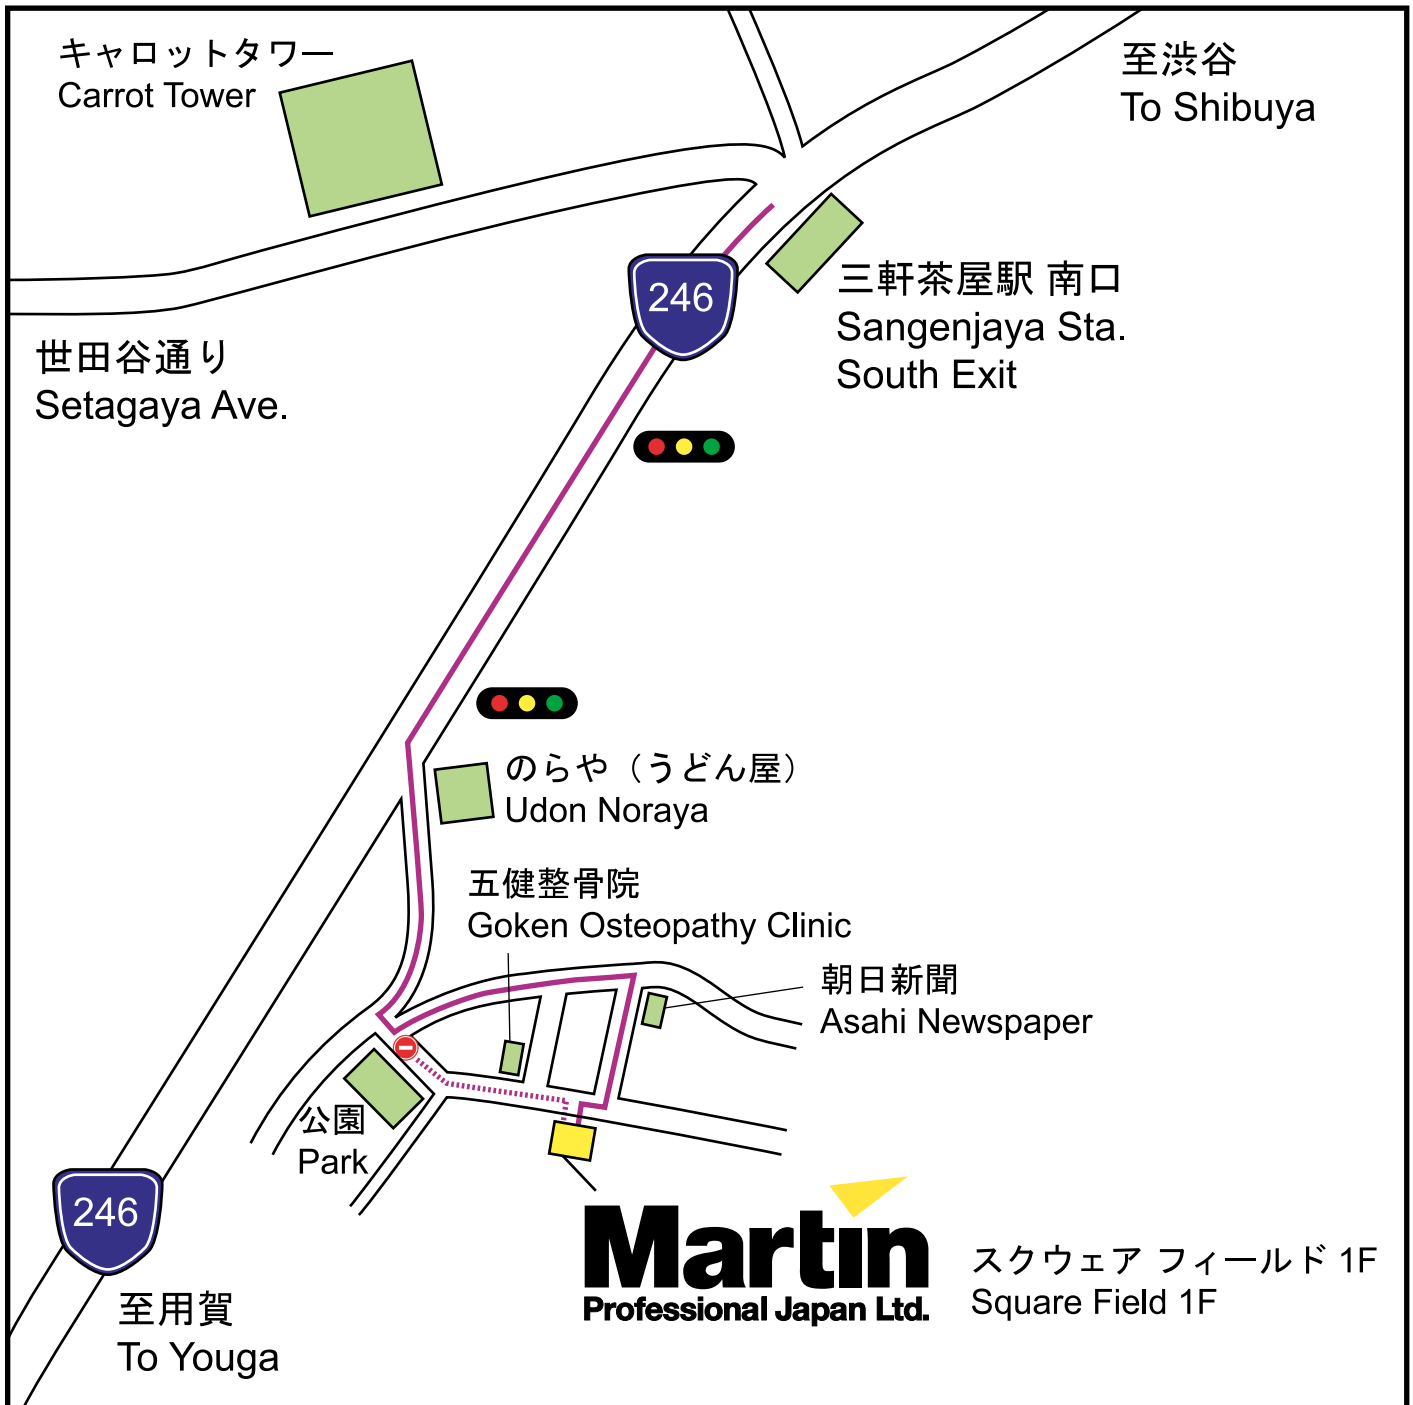 キャロットタワー
Carrot Tower
至渋谷
To Shibuya
246
三軒茶屋駅 南口
Sangenjaya Sta.
South Exit
世田谷通り
Setagaya Ave.
のらや（うどん屋）
Udon Noraya
五健整骨院
Goken Osteopathy Clinic
朝日新聞
Asahi Newspaper
公園
Park
246
至用賀
To Youga
Martin
Professional Japan Ltd.
スクウェア フィールド 1F
Square Field 1F